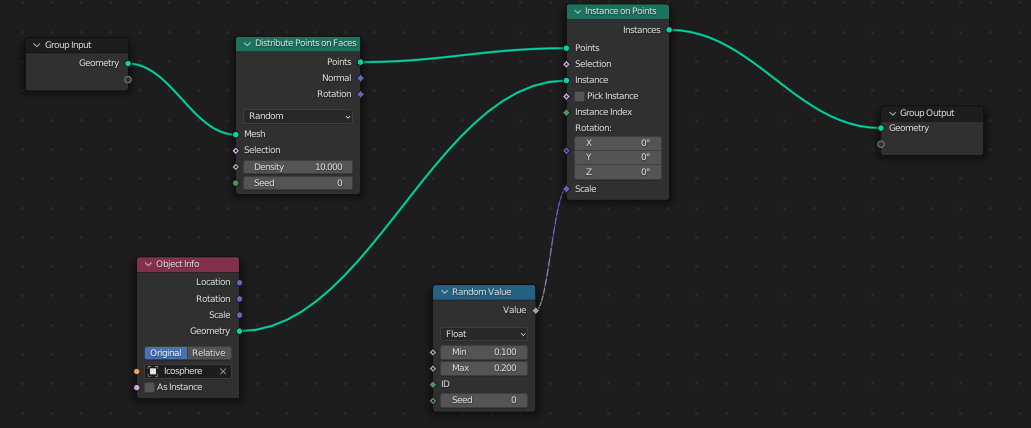 Group Input
Geometry
Distribute Points on Faces
Points
Normal
Rotation
Random
Mesh
Selection
Density 10.000
Seed 0
Object Info
Location
Rotation
Scale
Geometry
Original Relative
Icosphere
As Instance
Random Value
Value
Float
Min 0.100
Max 0.200
ID
Seed 0
Instance on Points
Instances
Points
Selection
Instance
Pick Instance
Instance Index
Rotation:
X 0°
Y 0°
Z 0°
Scale
Group Output
Geometry